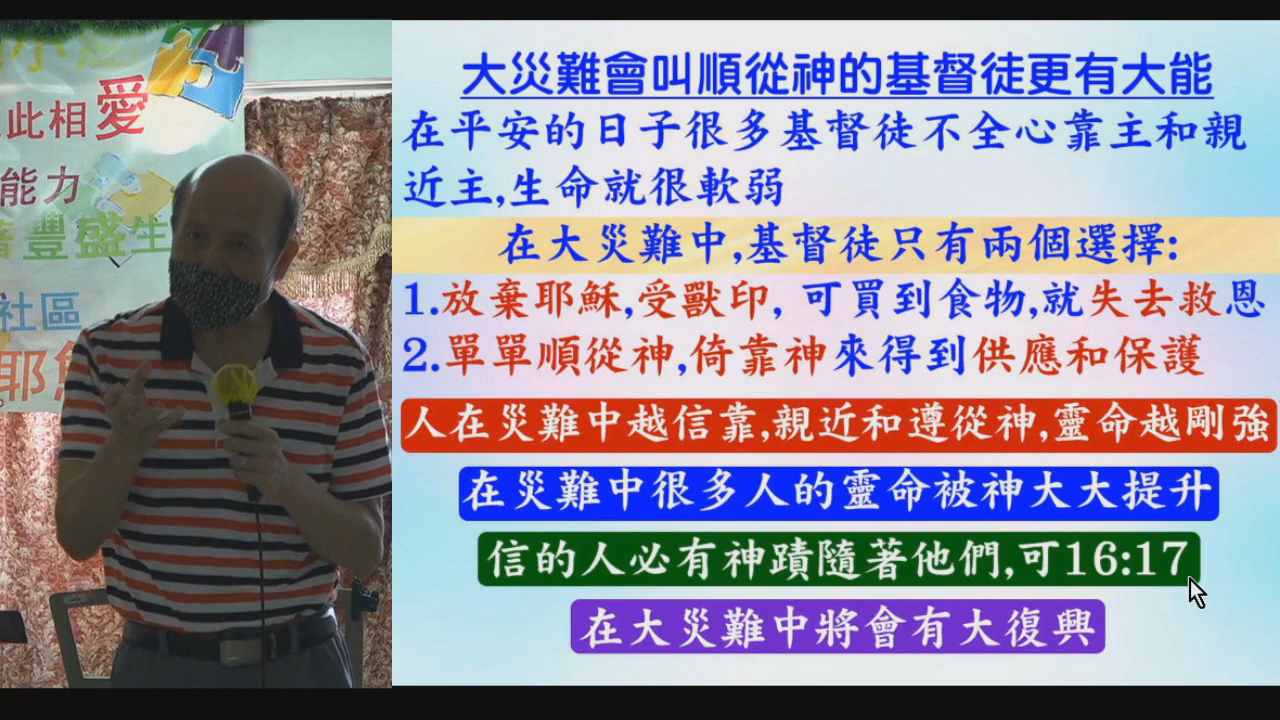 此相愛
能力
豐盛生
社區
耶
大災難會叫順從神的基督徒更有大能
在平安的日子很多基督徒不全心靠主和親
近主,生命就很軟弱
在大災難中,基督徒只有兩個選擇:
1.放棄耶穌,受獸印, 可買到食物,就失去救恩
2.單單順從神,倚靠神來得到供應和保護
人在災難中越信靠,親近和遵從神,靈命越剛強
在災難中很多人的靈命被神大大提升
信的人必有神蹟隨著他們,可16:17
在大災難中將會有大復興